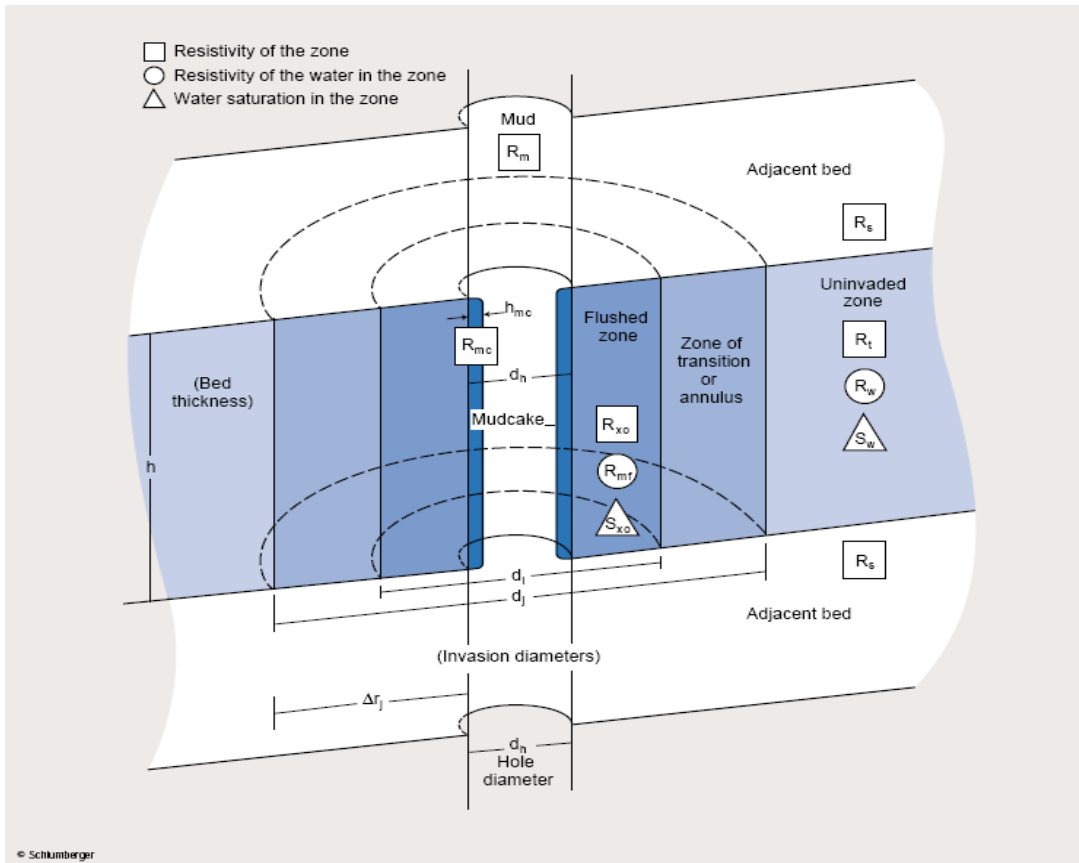 Resistivity of the zone
Resistivity of the water in the zone
Water saturation in the zone
Mud
Rm
Adjacent bed
Rs
Uninvaded
zone
Rt
Rw
Sw
hmc
Rmc
dh
Mudcake
Flushed
zone
Rxo
Rmf
Sxo
Zone of
transition
or
annulus
(Bed
thickness)
h
di
dj
Rs
Adjacent bed
(Invasion diameters)
Δrj
dh
Hole
diameter
© Schlumberger